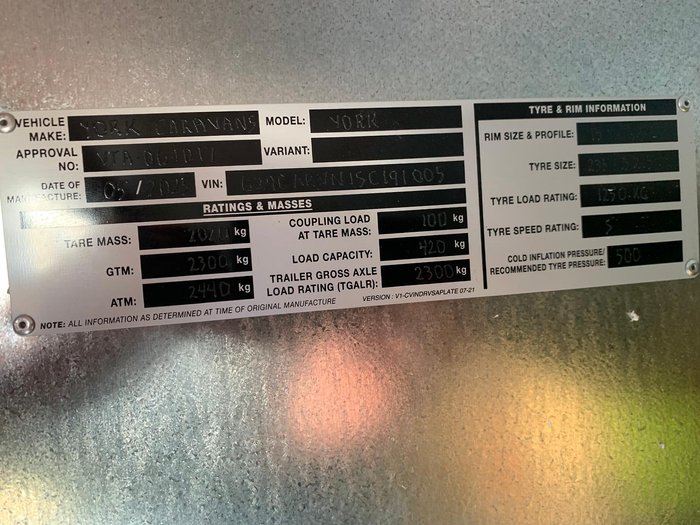 VEHICLE MAKE: YORK CARAVANS MODEL: YORK
APPROVAL NO: VARIANT:
DATE OF MANUFACTURE: 05/ VIN:
RATINGS & MASSES
TARE MASS: kg
GTM: 2300 kg
ATM: 2440 kg
COUPLING LOAD AT TARE MASS: 100 kg
LOAD CAPACITY: 420 kg
TRAILER GROSS AXLE LOAD RATING (TGALR): 2300 kg
NOTE: ALL INFORMATION AS DETERMINED AT TIME OF ORIGINAL MANUFACTURE
VERSION : V1-CVINDRVSAPLATE 07-21
TYRE & RIM INFORMATION
RIM SIZE & PROFILE:
TYRE SIZE:
TYRE LOAD RATING: 1250 KG
TYRE SPEED RATING:
COLD INFLATION PRESSURE/ RECOMMENDED TYRE PRESSURE: 500